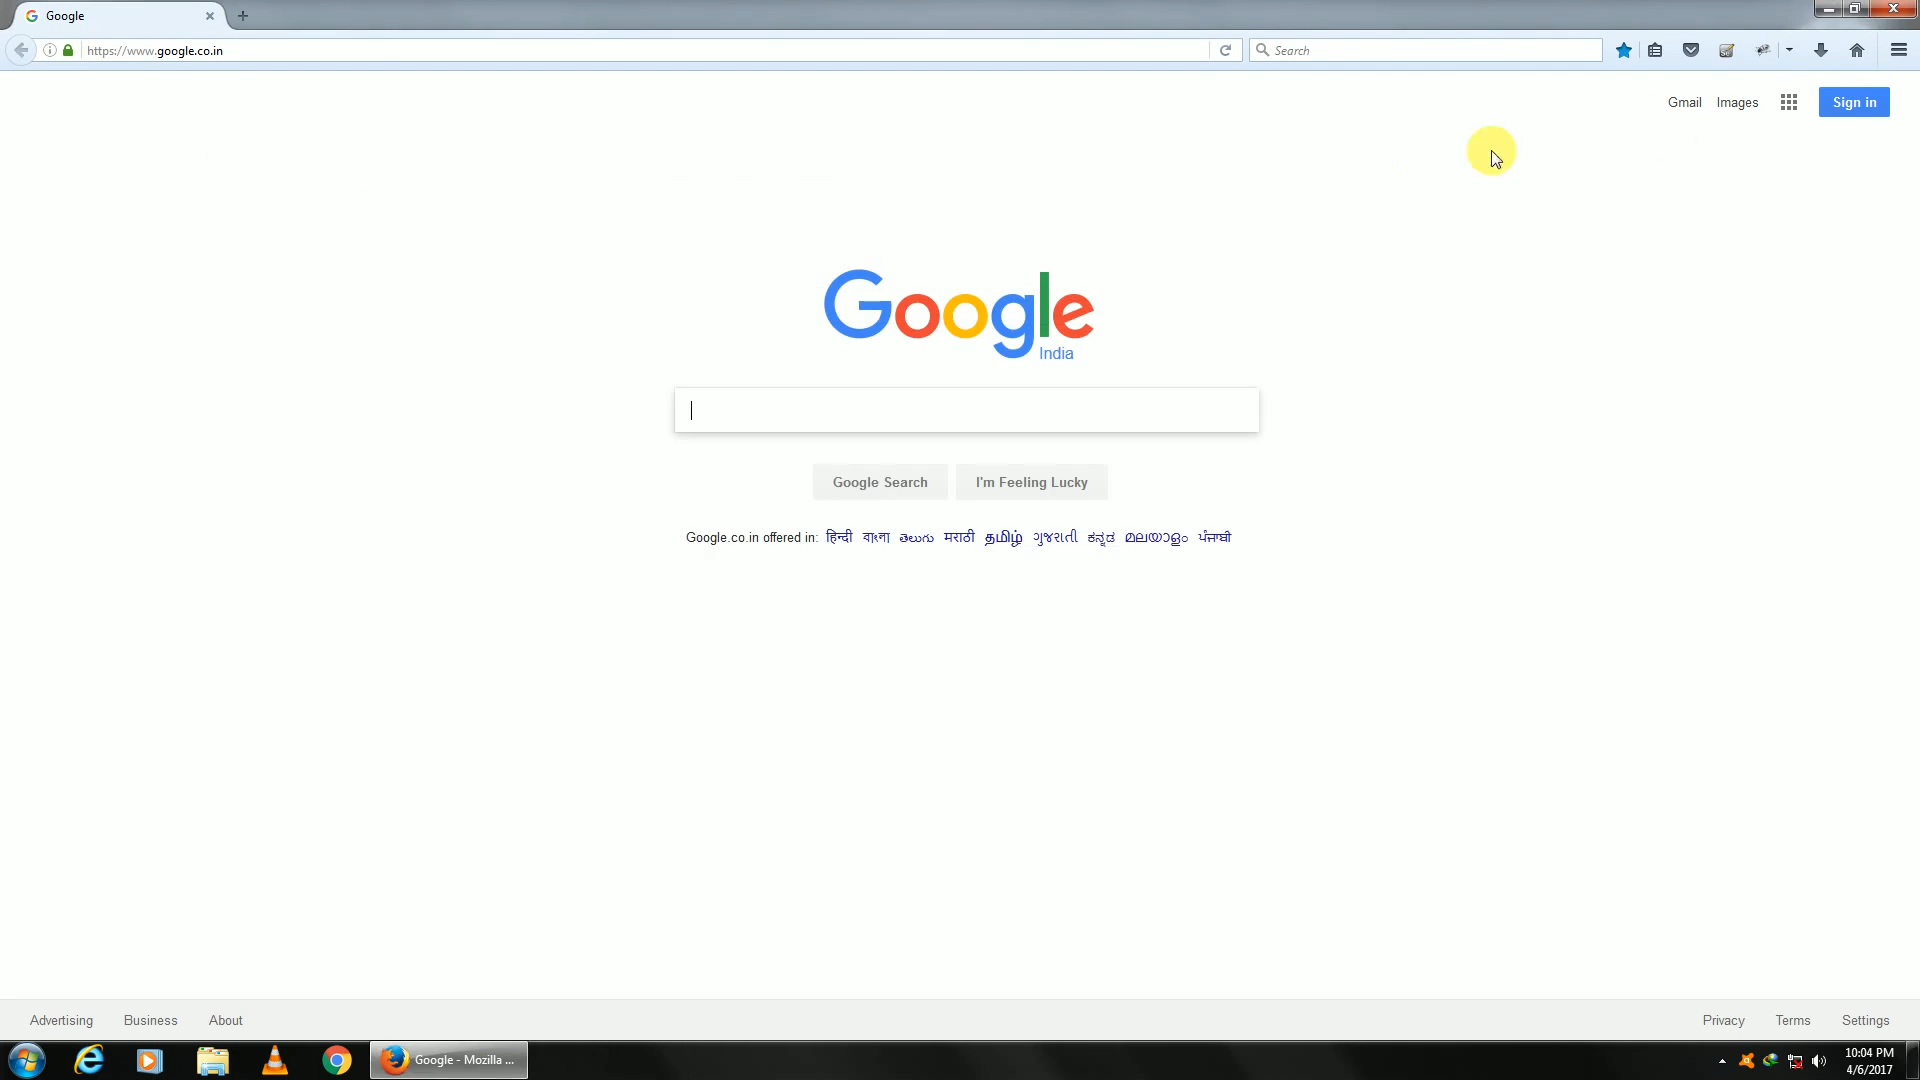 Google
https://www.google.co.in
Search
Gmail Images Sign in
Google
India
Google Search I'm Feeling Lucky
Google.co.in offered in: हिन्दी বাংলা తెలుగు मराठी தமிழ் ગુજરાતી ಕನ್ನಡ മലയാളം ਪੰਜਾਬੀ
Advertising Business About Privacy Terms Settings
Google - Mozilla ... 10:04 PM
4/6/2017